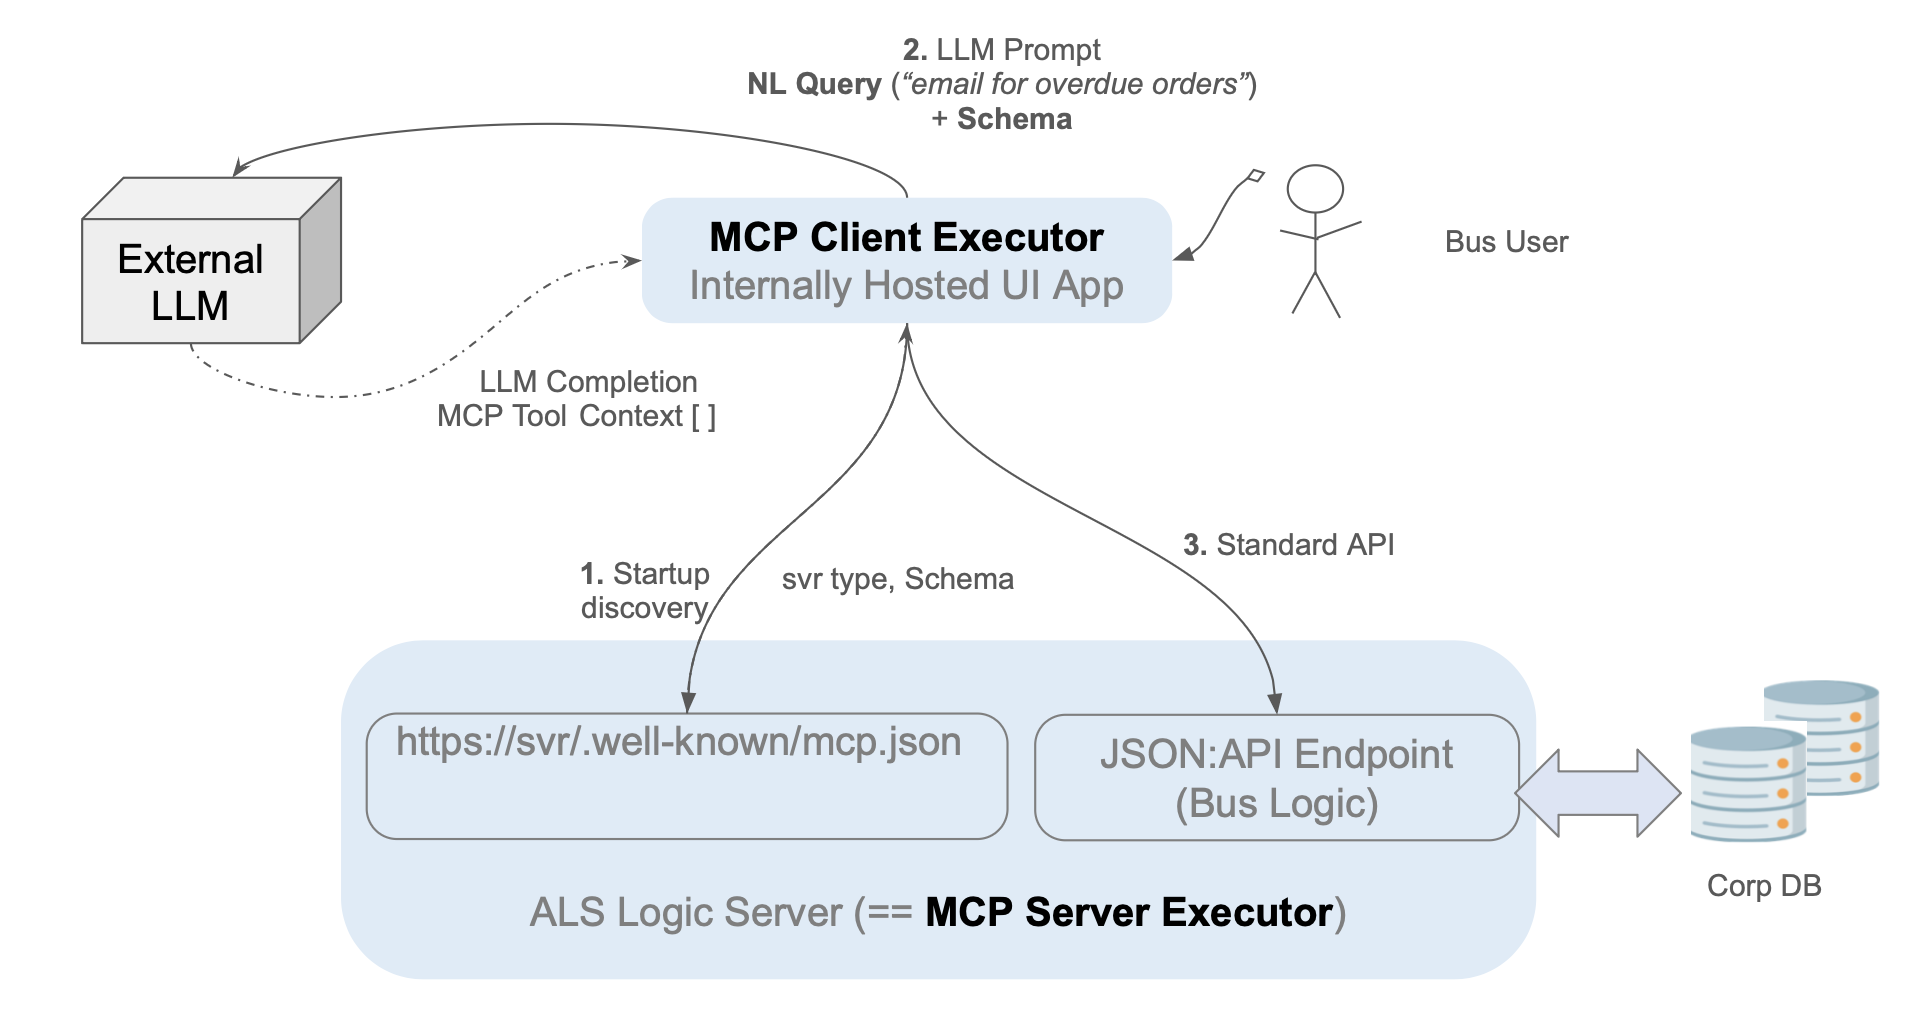 2. LLM Prompt
NL Query (“email for overdue orders”)
+ Schema
External
LLM
MCP Client Executor
Internally Hosted UI App
Bus User
LLM Completion
MCP Tool Context [ ]
1. Startup
discovery
svr type, Schema
3. Standard API
https://svr/.well-known/mcp.json
JSON:API Endpoint
(Bus Logic)
ALS Logic Server (== MCP Server Executor)
Corp DB